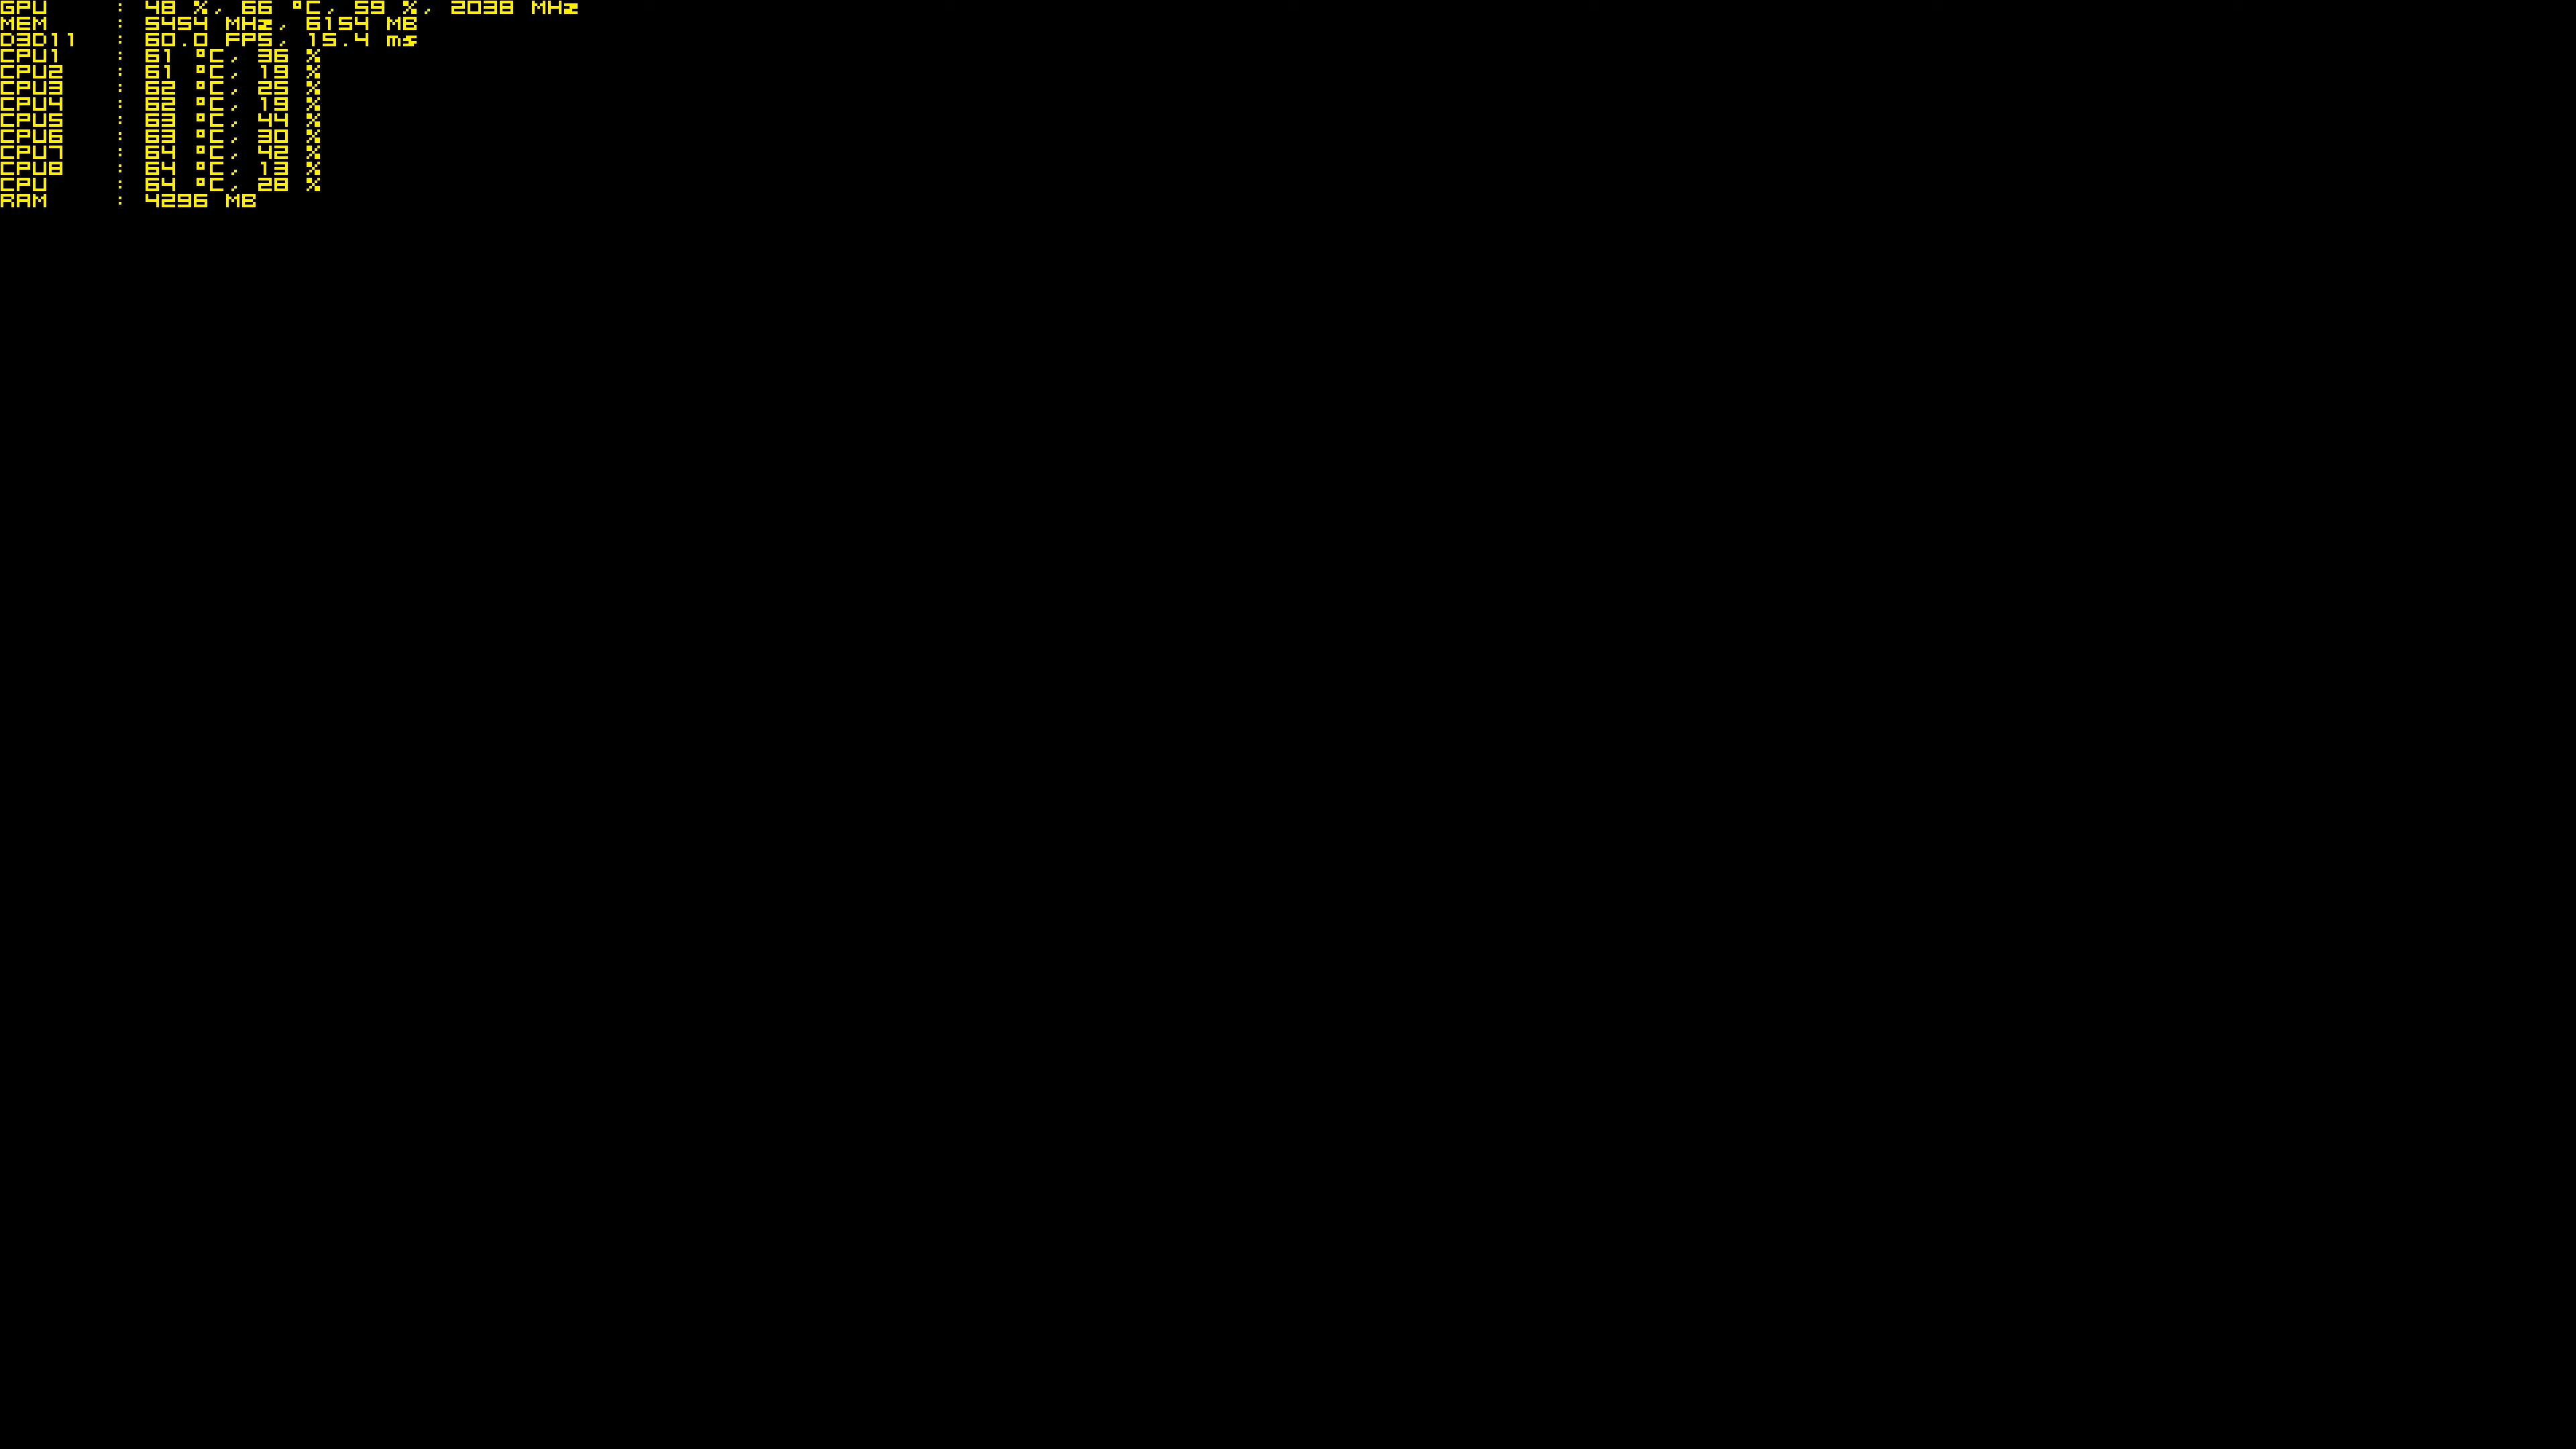 GPU : 48 %, 66 °C, 59 %, 2038 MHz
MEM : 5454 MHz, 6154 MB
D3D11 : 60.0 FPS, 15.4 ms
CPU1 : 61 °C, 36 %
CPU2 : 61 °C, 19 %
CPU3 : 62 °C, 25 %
CPU4 : 62 °C, 19 %
CPU5 : 63 °C, 44 %
CPU6 : 63 °C, 30 %
CPU7 : 64 °C, 42 %
CPU8 : 64 °C, 13 %
CPU : 64 °C, 28 %
RAM : 4296 MB